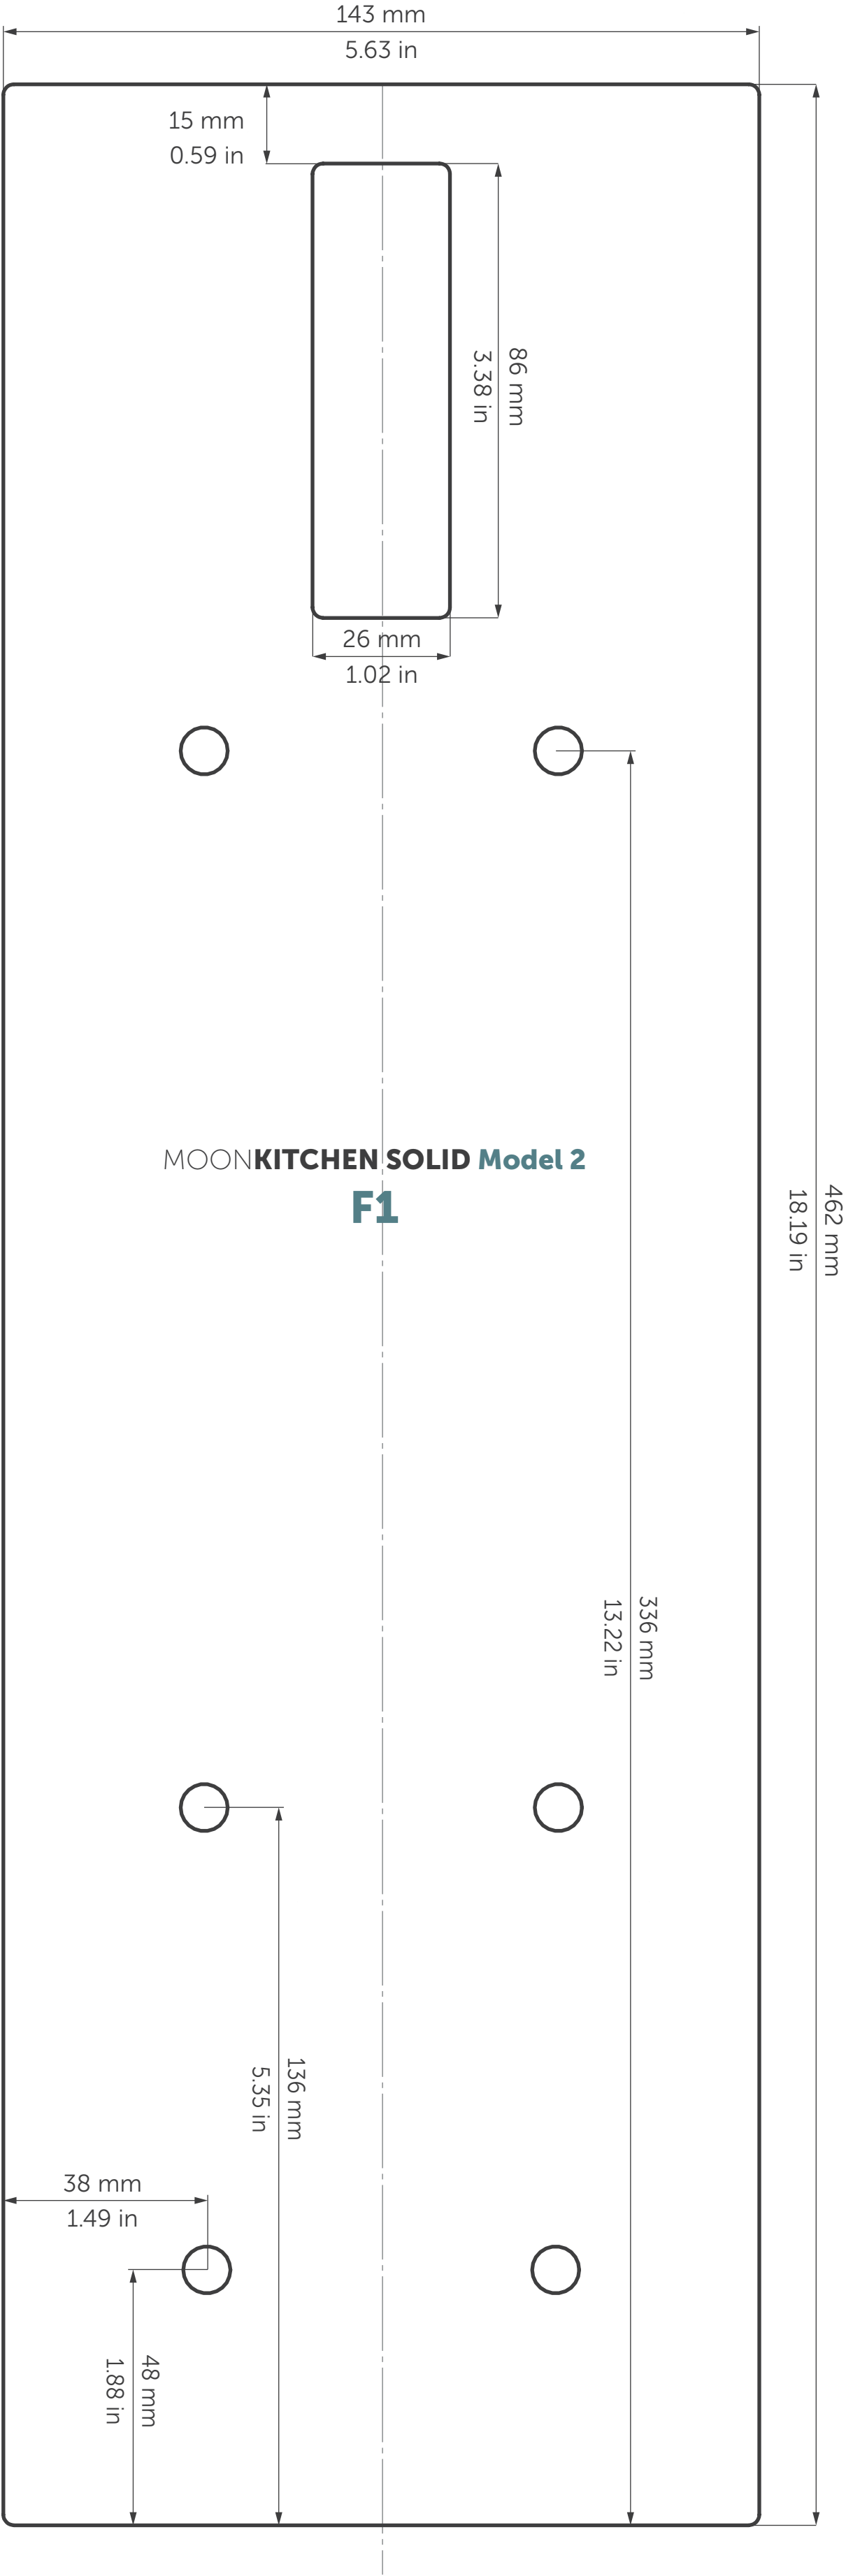 143 mm
5.63 in
15 mm
0.59 in
86 mm
3.38 in
26 mm
1.02 in
MOONKITCHEN SOLID Model 2
F1
462 mm
18.19 in
336 mm
13.22 in
136 mm
5.35 in
38 mm
1.49 in
48 mm
1.88 in